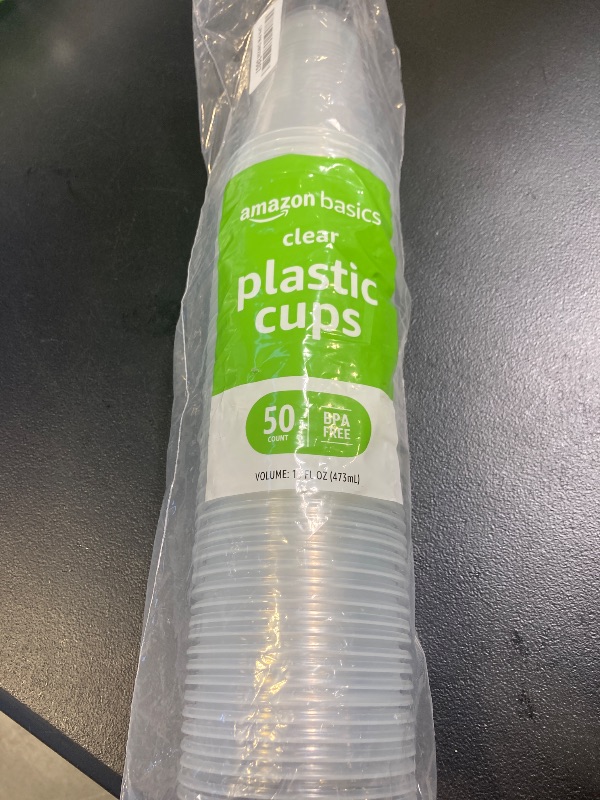 amazon basics
clear
plastic
cups
50
COUNT
BPA
FREE
VOLUME: FL OZ (473mL)